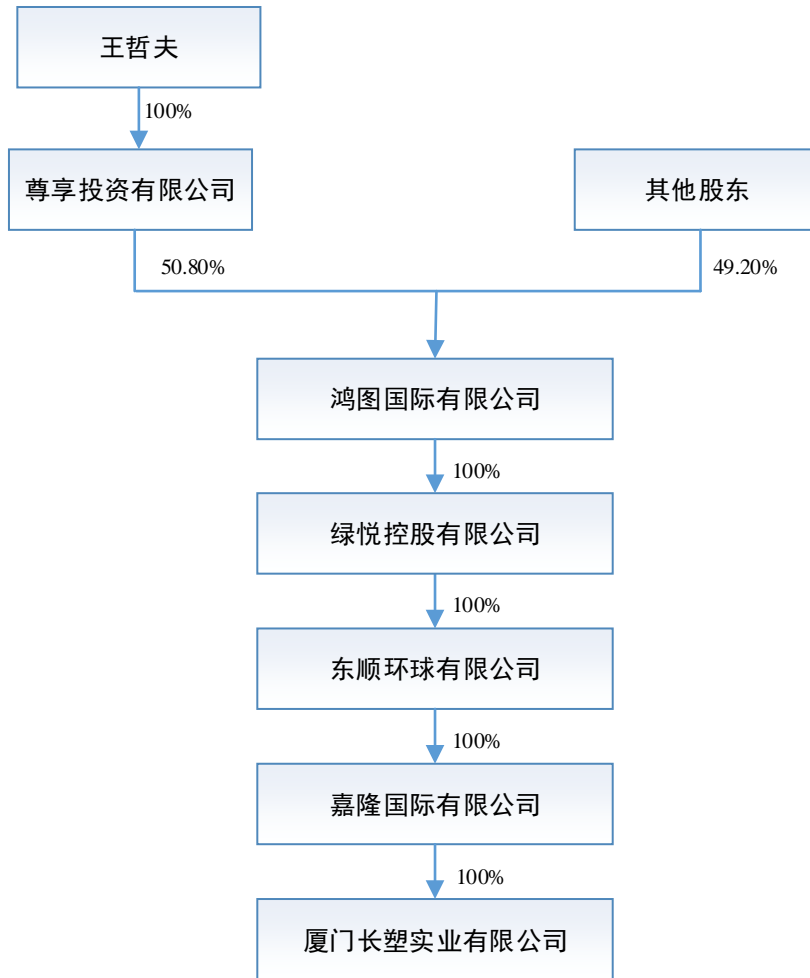 王哲夫
100%
尊享投资有限公司
其他股东
50.80%
49.20%
鸿图国际有限公司
100%
绿悦控股有限公司
100%
东顺环球有限公司
100%
嘉隆国际有限公司
100%
厦门长塑实业有限公司